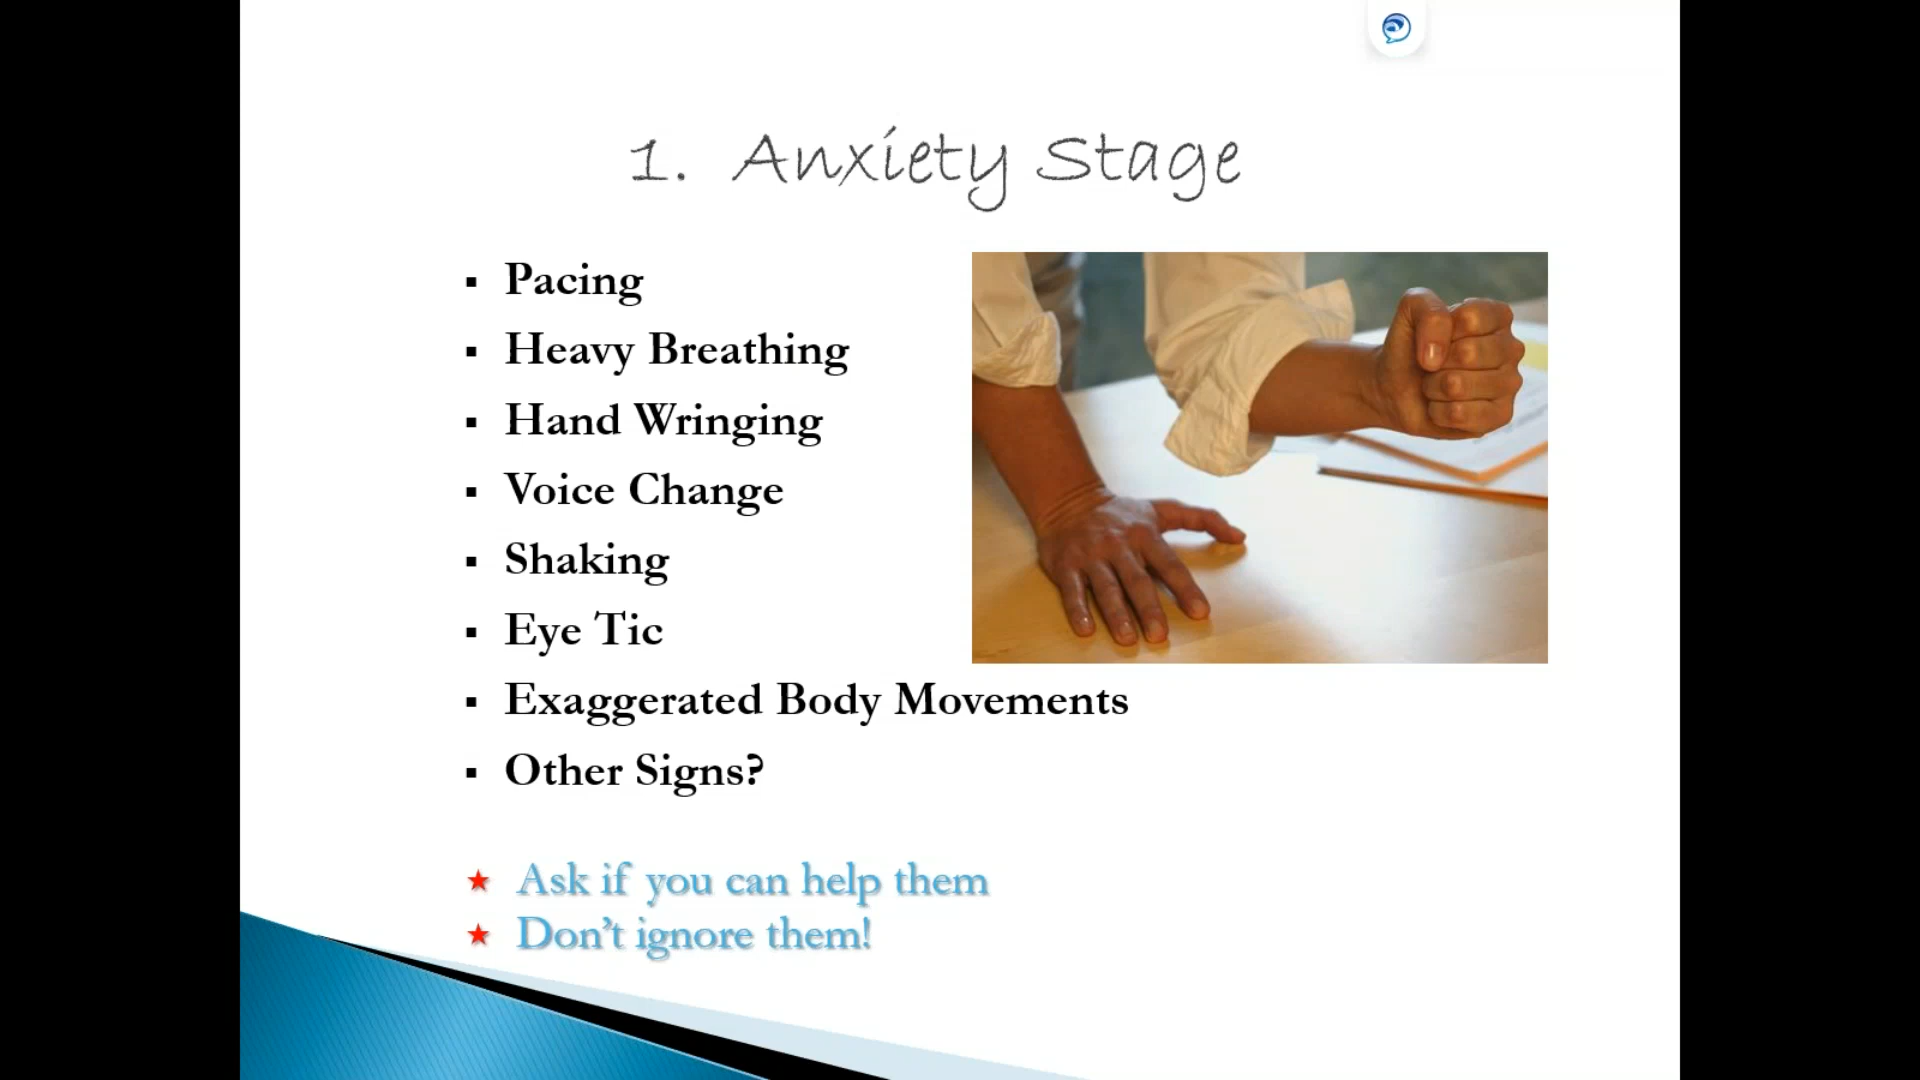 1. Anxiety Stage
▪ Pacing
▪ Heavy Breathing
▪ Hand Wringing
▪ Voice Change
▪ Shaking
▪ Eye Tic
▪ Exaggerated Body Movements
▪ Other Signs?
★ Ask if you can help them
★ Don’t ignore them!